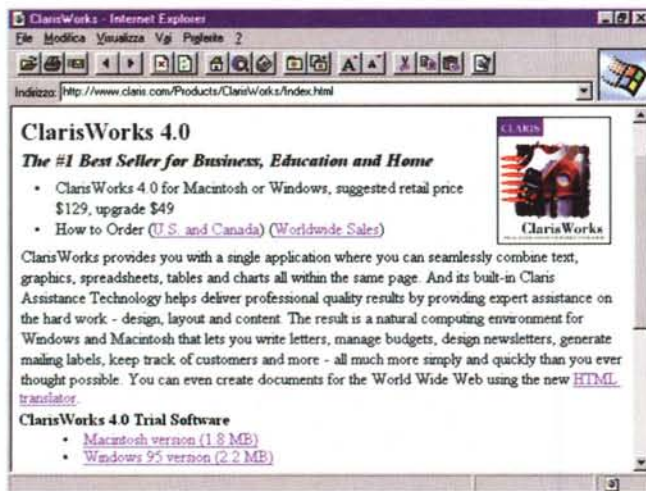 ClarisWorks - Internet Explorer
File Modifica Visualizza Vai Preferite ?
Indirizzo: http://www.claris.com/Products/ClarisWorks/Index.html
ClarisWorks 4.0
The #1 Best Seller for Business, Education and Home
• ClarisWorks 4.0 for Macintosh or Windows, suggested retail price
$129, upgrade $49
• How to Order (U.S. and Canada) (Worldwide Sales)
CLARIS
ClarisWorks
ClarisWorks provides you with a single application where you can seamlessly combine text,
graphics, spreadsheets, tables and charts all within the same page. And its built-in Claris
Assistance Technology helps deliver professional quality results by providing expert assistance on
the hard work - design, layout and content. The result is a natural computing environment for
Windows and Macintosh that lets you write letters, manage budgets, design newsletters, generate
mailing labels, keep track of customers and more - all much more simply and quickly than you ever
thought possible. You can even create documents for the World Wide Web using the new HTML
translator.
ClarisWorks 4.0 Trial Software
• Macintosh version (1.8 MB)
• Windows 95 version (2.2 MB)